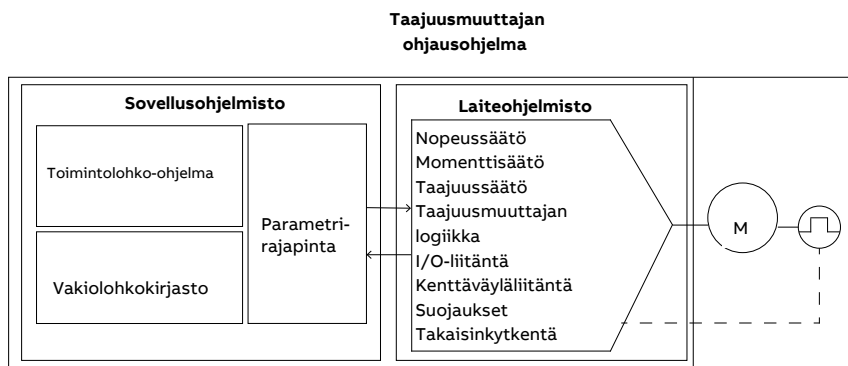 Taajuusmuuttajan
ohjausohjelma
Sovellusohjelmisto
Toimintolohko-ohjelma
Vakiolohkokirjasto
Parametri-
rajapinta
Laiteohjelmisto
Nopeussäätö
Momenttisäätö
Taajuussäätö
Taajuusmuuttajan
logiikka
I/O-liitäntä
Kenttäväyläliitäntä
Suojaukset
Takaisinkytkentä
M